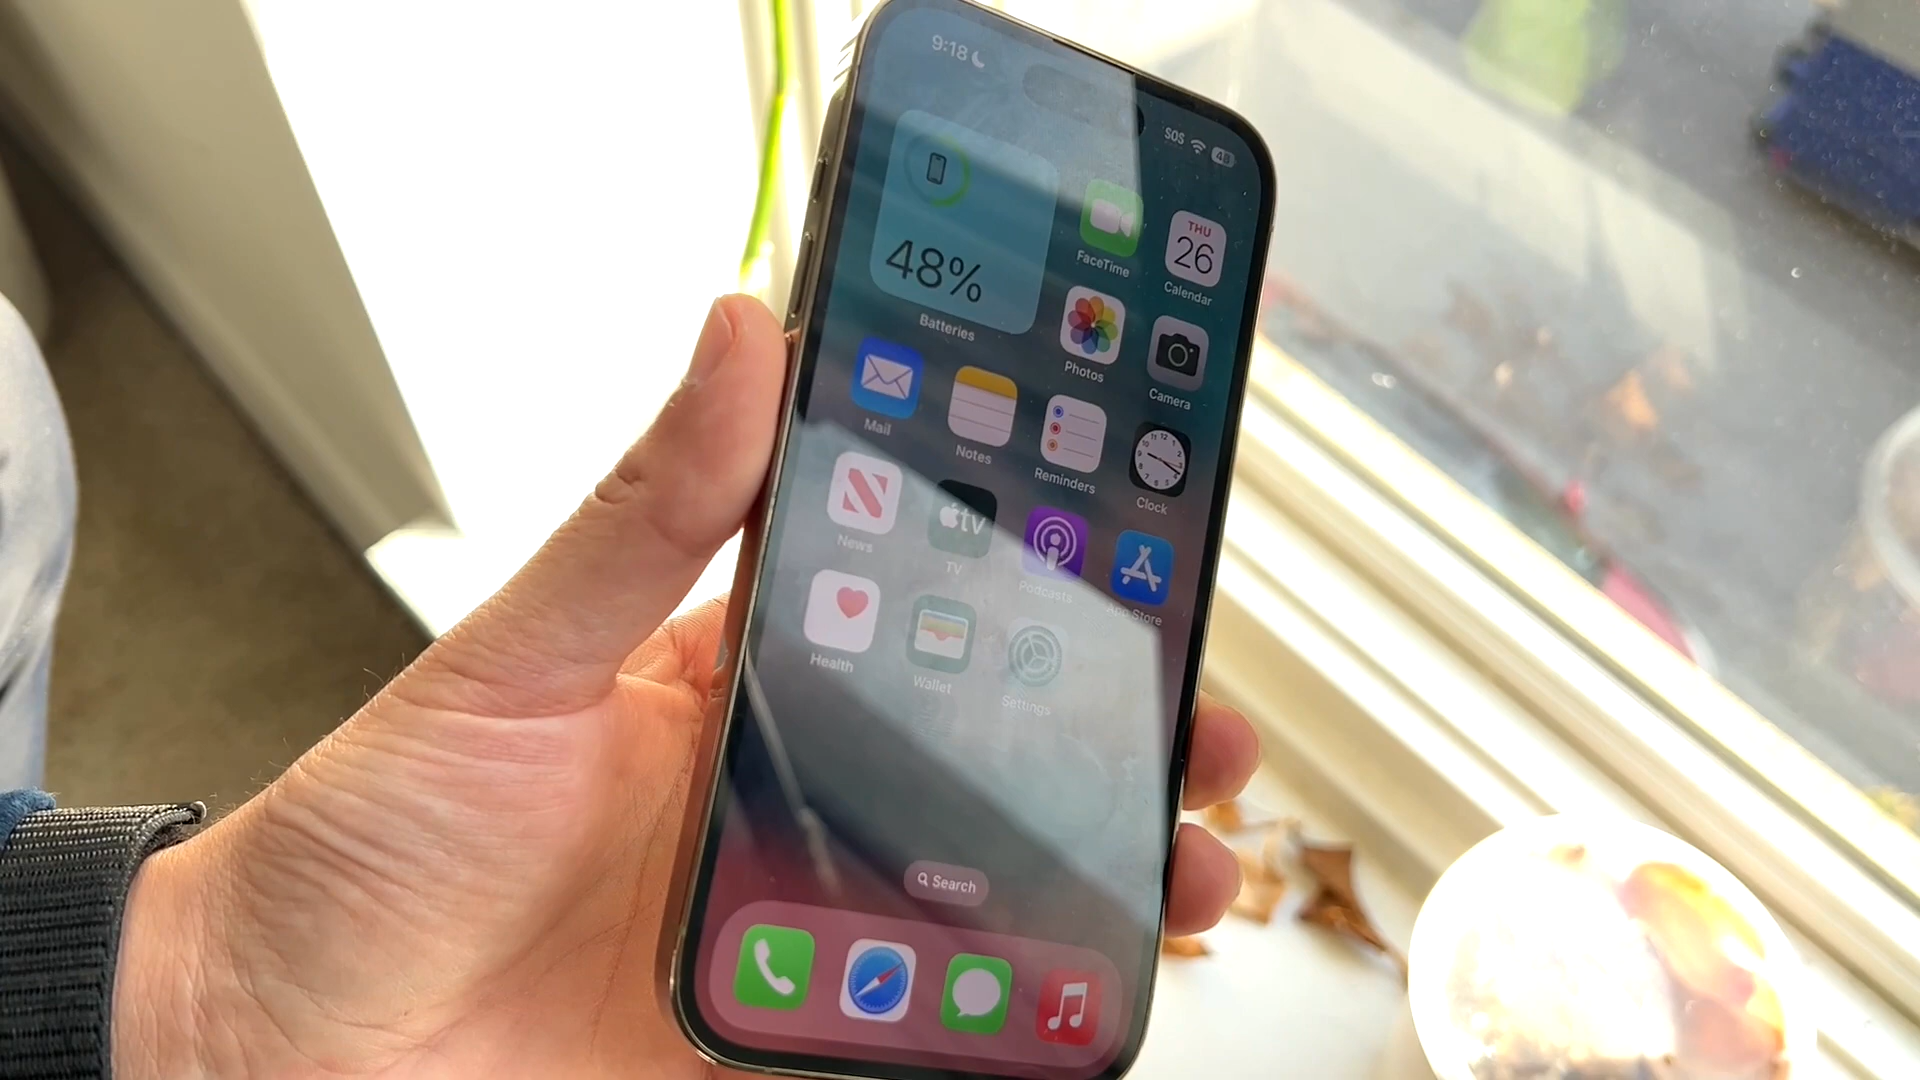 9:18
SOS 48
48%
Batteries
FaceTime
THU
26
Calendar
Photos
Camera
Mail
Notes
Reminders
Clock
News
tv
TV
Podcasts
App Store
Health
Wallet
Settings
Search